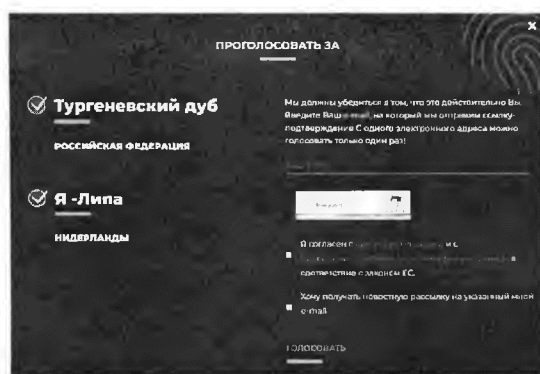 x
ПРОГОЛОСОВАТЬ ЗА
Тургеневский дуб
РОССИЙСКАЯ ФЕДЕРАЦИЯ
Я -Липа
НИДЕРЛАНДЫ
Мы должны убедиться в том, что это действительно Вы.
Введите Ваш e-mail, на который мы отправим ссылку-
подтверждения С одного электронного адреса можно
голосовать только один раз!
Я согласен с и с
в
соответствие с законом ЕС.
Хочу получать новостную рассылку на указанный мной
e-mail
ГОЛОСОВАТЬ